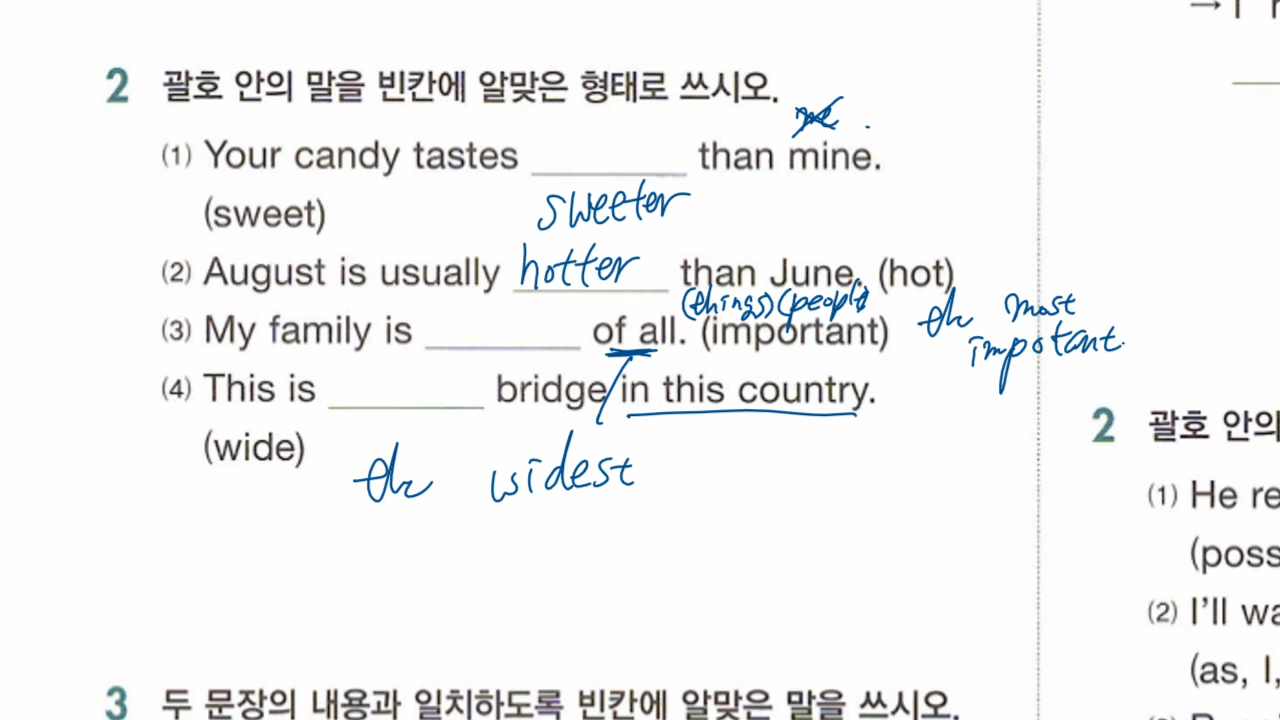 → I
2 괄호 안의 말을 빈칸에 알맞은 형태로 쓰시오.
me
(1) Your candy tastes ________ than mine.
(sweet)
sweeter
(2) August is usually hotter than June. (hot)
(things) (people)
(3) My family is ________ of all. (important) the most
important.
(4) This is ________ bridge / in this country.
(wide)
the widest
2 괄호 안의
(1) He re
(poss
(2) I'll wa
(as, I,
3 두 문장의 내용과 일치하도록 빈칸에 알맞은 말을 쓰시오.